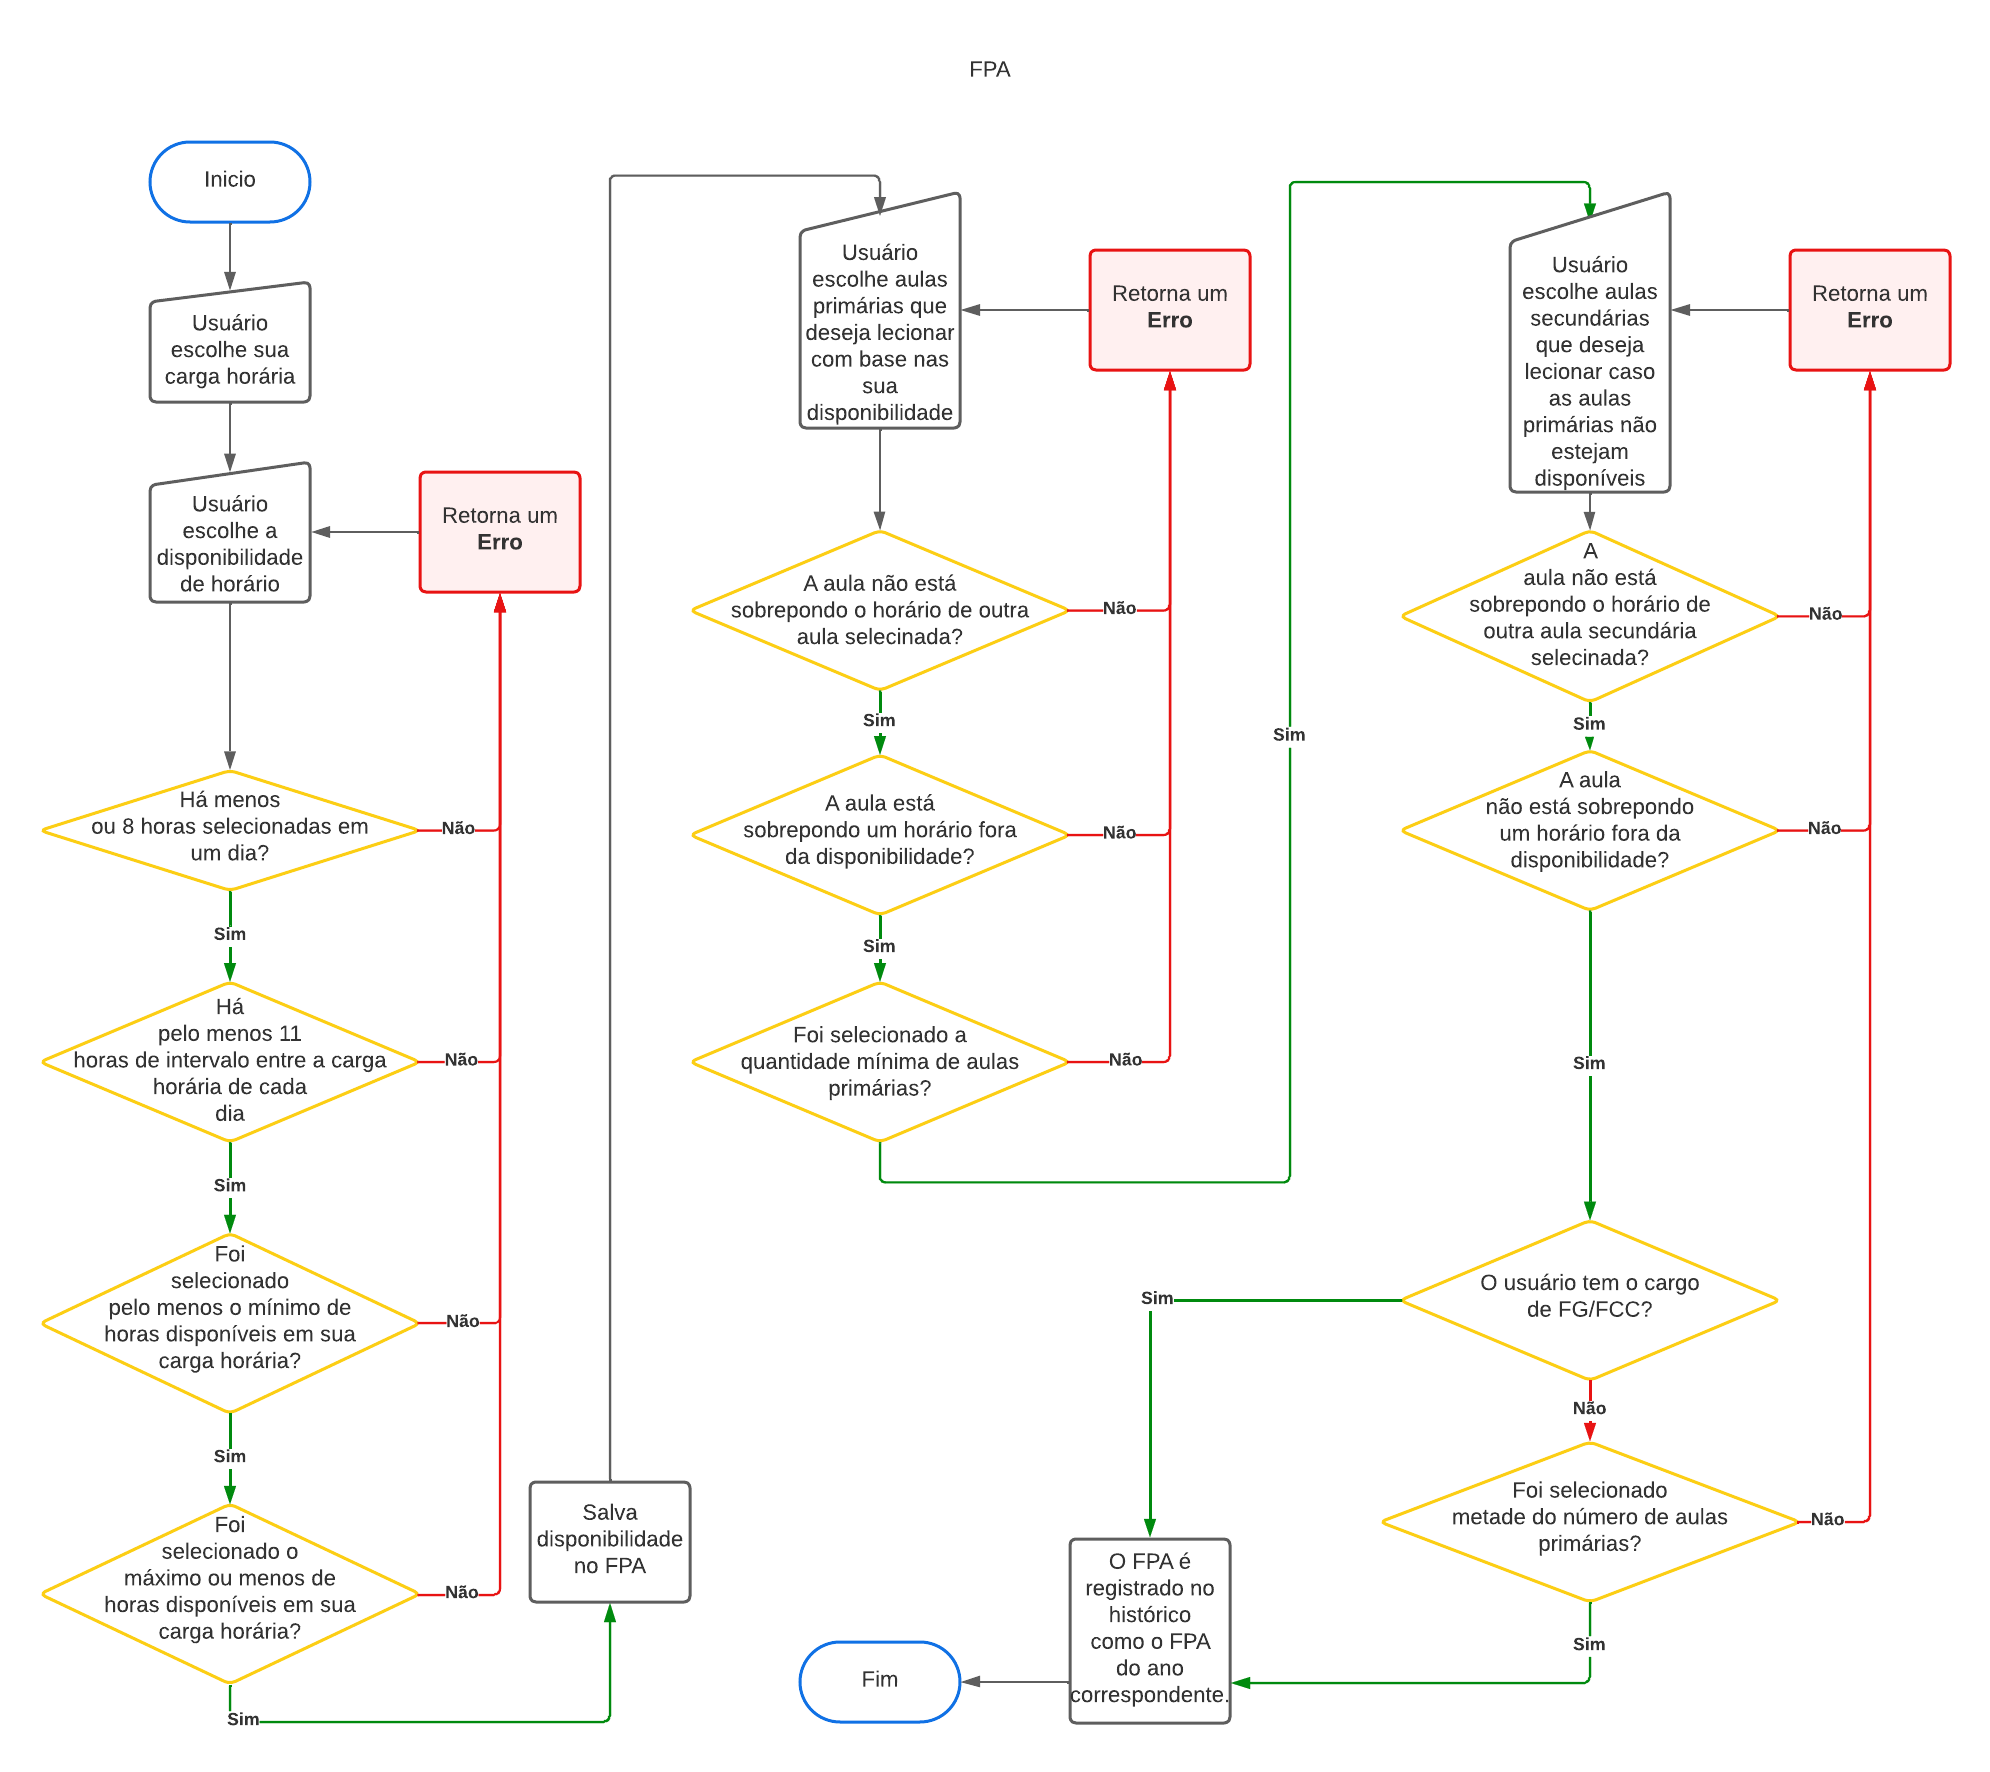 FPA
Inicio
Usuário
escolhe sua
carga horária
Usuário
escolhe a
disponibilidade
de horário
Retorna um
Erro
Há menos
ou 8 horas selecionadas em
um dia?
Não
Sim
Há
pelo menos 11
horas de intervalo entre a carga
horária de cada
dia
Não
Sim
Foi
selecionado
pelo menos o mínimo de
horas disponíveis em sua
carga horária?
Não
Sim
Foi
selecionado o
máximo ou menos de
horas disponíveis em sua
carga horária?
Não
Sim
Salva
disponibilidade
no FPA
Usuário
escolhe aulas
primárias que
deseja lecionar
com base nas
sua
disponibilidade
Retorna um
Erro
A aula não está
sobrepondo o horário de outra
aula selecinada?
Não
Sim
A aula está
sobrepondo um horário fora
da disponibilidade?
Não
Sim
Foi selecionado a
quantidade mínima de aulas
primárias?
Não
Sim
Usuário
escolhe aulas
secundárias
que deseja
lecionar caso
as aulas
primárias não
estejam
disponíveis
Retorna um
Erro
A
aula não está
sobrepondo o horário de
outra aula secundária
selecinada?
Não
Sim
A aula
não está sobrepondo
um horário fora da
disponibilidade?
Não
Sim
O usuário tem o cargo
de FG/FCC?
Sim
Não
Foi selecionado
metade do número de aulas
primárias?
Não
Sim
O FPA é
registrado no
histórico
como o FPA
do ano
correspondente.
Fim